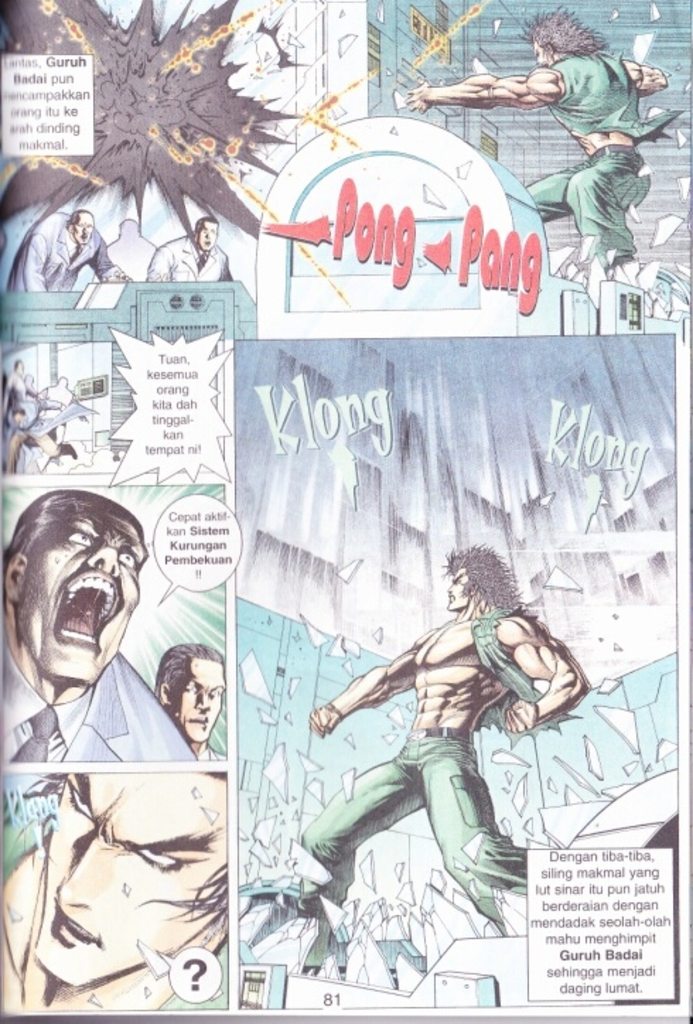 Lantas, Guruh
Badai pun
mencampakkan
orang itu ke
arah dinding
makmal.
Pong Pang
Tuan,
kesemua
orang
kita dah
tinggal-
kan
tempat ni!
Klong
Klong
Cepat aktif-
kan Sistem
Kurungan
Pembekuan
!!
Klang
?
Dengan tiba-tiba,
siling makmal yang
lut sinar itu pun jatuh
berderaian dengan
mendadak seolah-olah
mahu menghimpit
Guruh Badai
sehingga menjadi
daging lumat.
81